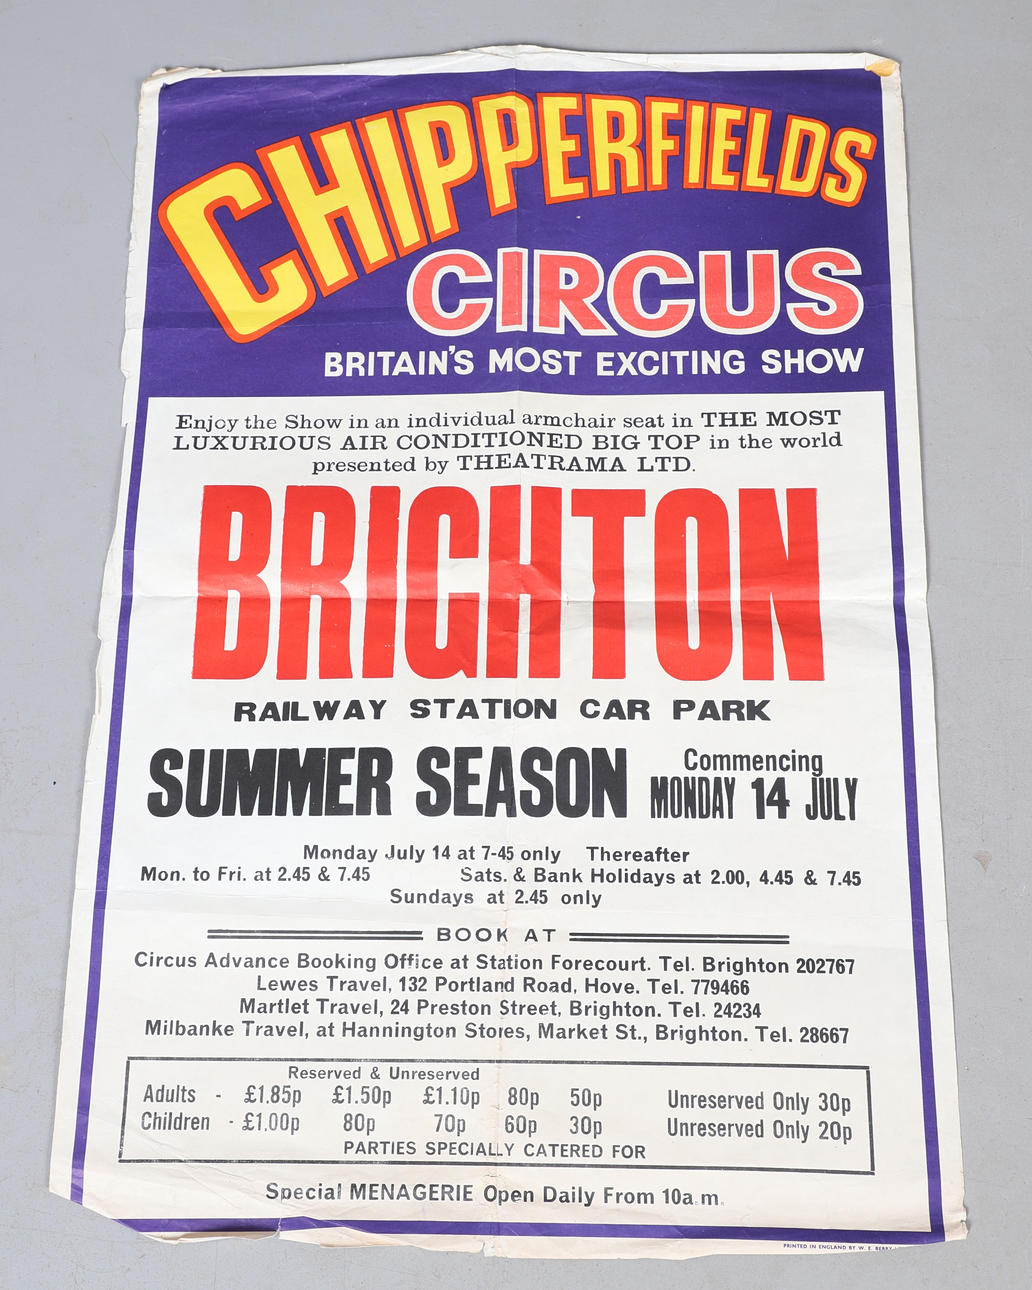 CHIPPERFIELDS
CIRCUS
BRITAIN'S MOST EXCITING SHOW
Enjoy the Show in an individual armchair seat in THE MOST
LUXURIOUS AIR CONDITIONED BIG TOP in the world
presented by THEATRAMA LTD.
BRIGHTON
RAILWAY STATION CAR PARK
SUMMER SEASON Commencing
MONDAY 14 JULY
Monday July 14 at 7-45 only Thereafter
Mon. to Fri. at 2.45 & 7.45 Sats. & Bank Holidays at 2.00, 4.45 & 7.45
Sundays at 2.45 only
BOOK AT
Circus Advance Booking Office at Station Forecourt. Tel. Brighton 202767
Lewes Travel, 132 Portland Road, Hove. Tel. 779466
Martlet Travel, 24 Preston Street, Brighton. Tel. 24234
Milbanke Travel, at Hannington Stores, Market St., Brighton. Tel. 28667
Reserved & Unreserved
Adults - £1.85p £1.50p £1.10p 80p 50p Unreserved Only 30p
Children - £1.00p 80p 70p 60p 30p Unreserved Only 20p
PARTIES SPECIALLY CATERED FOR
Special MENAGERIE Open Daily From 10a.m.
PRINTED IN ENGLAND BY W. E. BERRY